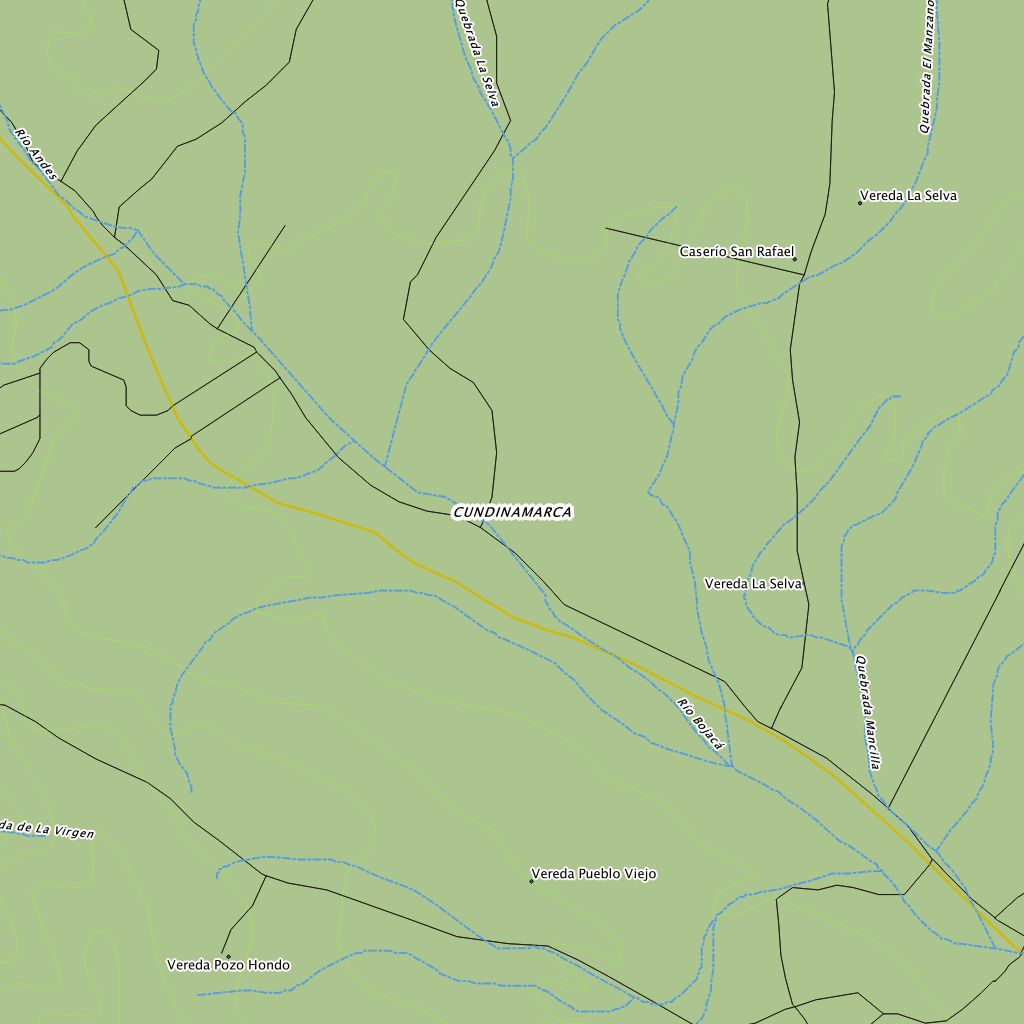 Quebrada La Selva
Quebrada El Manzano
Río Andes
Vereda La Selva
Caserío San Rafael
CUNDINAMARCA
Vereda La Selva
Quebrada Mancilla
Río Bojacá
da de La Virgen
Vereda Pueblo Viejo
Vereda Pozo Hondo